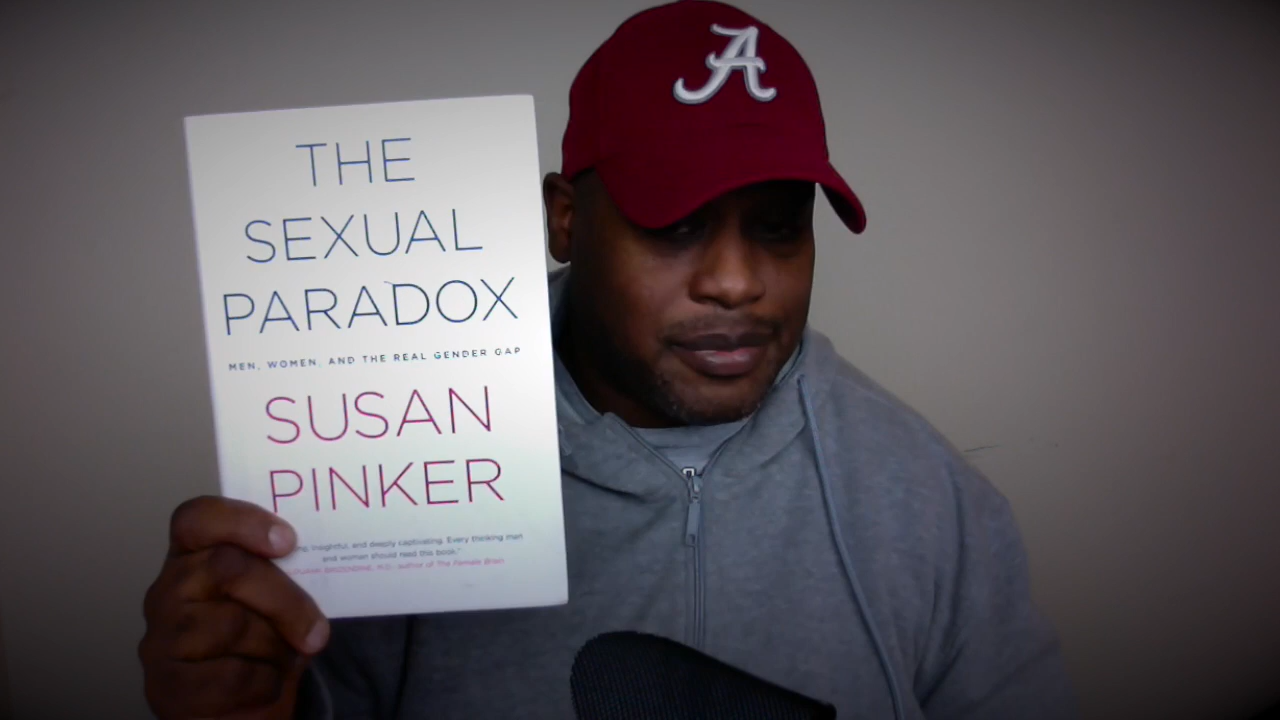 THE
SEXUAL
PARADOX
MEN, WOMEN, AND THE REAL GENDER GAP
SUSAN
PINKER
insightful, and deeply captivating. Every thinking man
and woman should read this book."
BRIZENDINE, M.D., author of The Female Brain
A